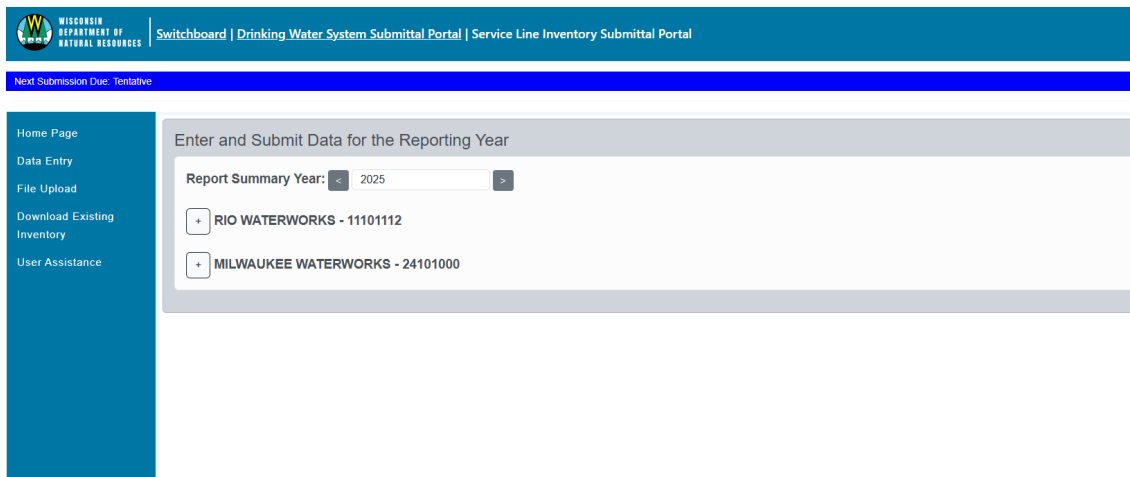 WISCONSIN
DEPARTMENT OF
NATURAL RESOURCES
Switchboard | Drinking Water System Submittal Portal | Service Line Inventory Submittal Portal
Next Submission Due: Tentative
Home Page
Data Entry
File Upload
Download Existing
Inventory
User Assistance
Enter and Submit Data for the Reporting Year
Report Summary Year: < 2025 >
+ RIO WATERWORKS - 11101112
+ MILWAUKEE WATERWORKS - 24101000